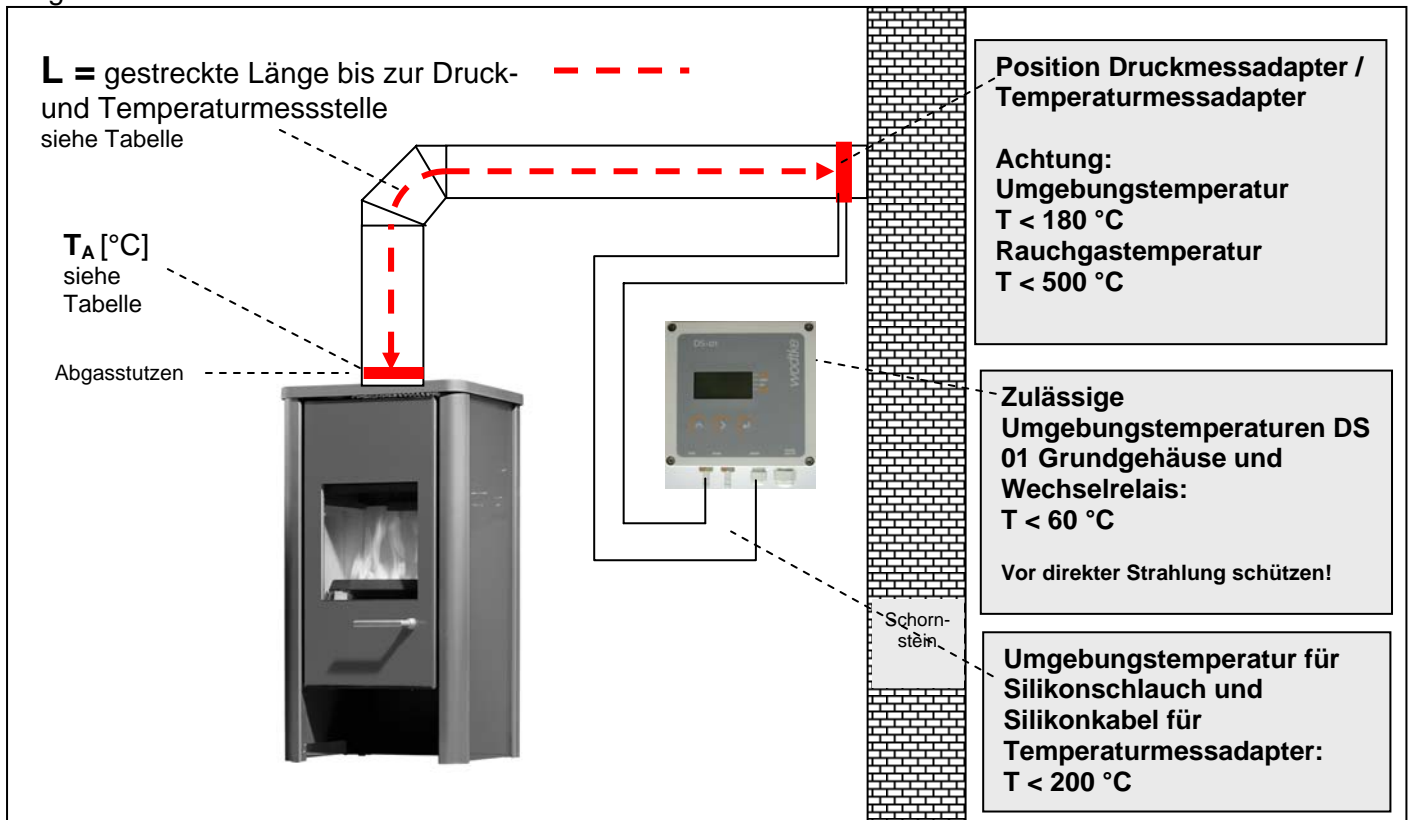 L = gestreckte Länge bis zur Druck-
und Temperaturmessstelle
siehe Tabelle
TA [°C]
siehe
Tabelle
Abgasstutzen
DS-01
wodtke
Schorn-
stein
Position Druckmessadapter /
Temperaturmessadapter
Achtung:
Umgebungstemperatur
T < 180 °C
Rauchgastemperatur
T < 500 °C
Zulässige
Umgebungstemperaturen DS
01 Grundgehäuse und
Wechselrelais:
T < 60 °C
Vor direkter Strahlung schützen!
Umgebungstemperatur für
Silikonschlauch und
Silikonkabel für
Temperaturmessadapter:
T < 200 °C